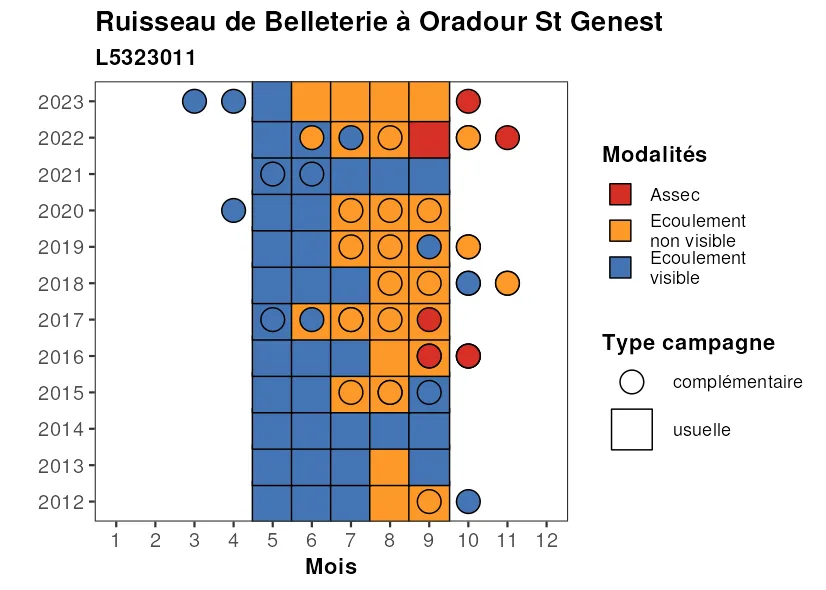 Ruisseau de Belleterie à Oradour St Genest
L5323011
2023
2022
2021
2020
2019
2018
2017
2016
2015
2014
2013
2012
1 2 3 4 5 6 7 8 9 10 11 12
Mois
Modalités
Assec
Ecoulement
non visible
Ecoulement
visible
Type campagne
complémentaire
usuelle